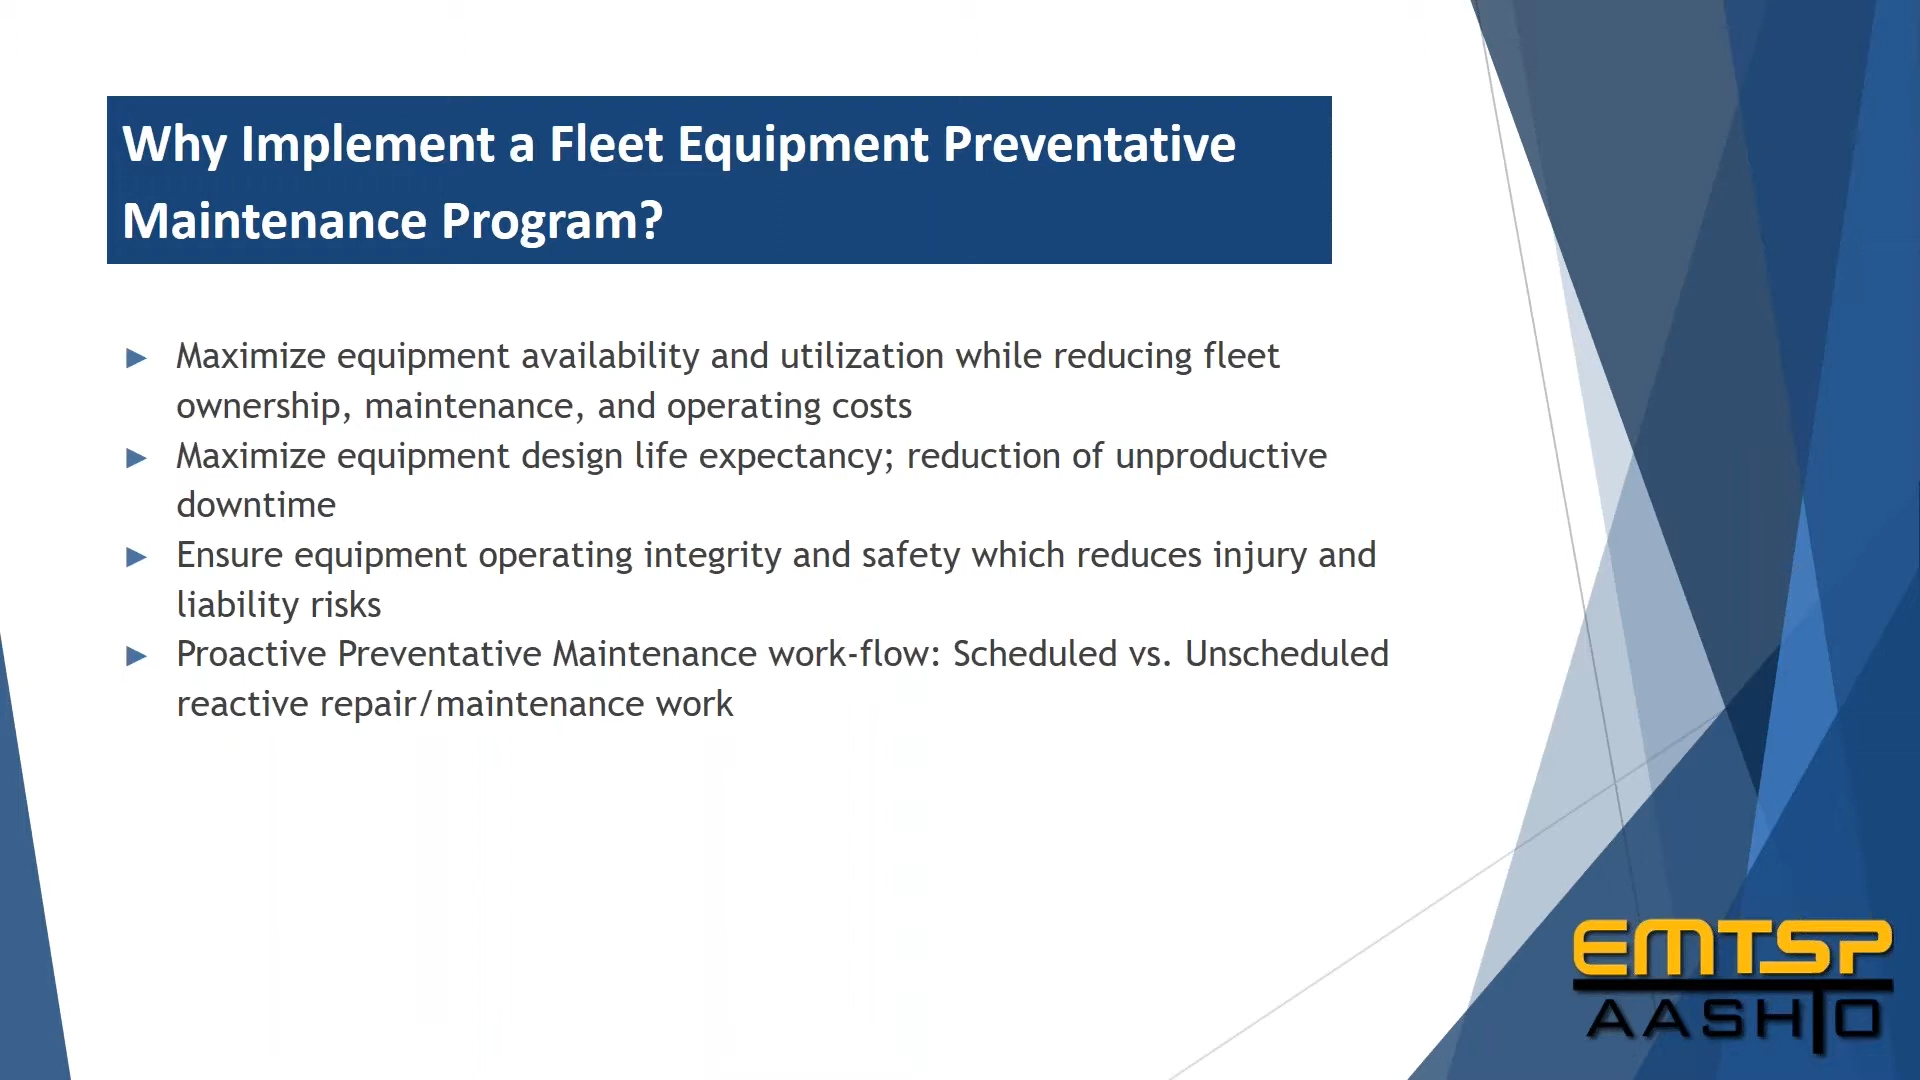 Why Implement a Fleet Equipment Preventative
Maintenance Program?
► Maximize equipment availability and utilization while reducing fleet
ownership, maintenance, and operating costs
► Maximize equipment design life expectancy; reduction of unproductive
downtime
► Ensure equipment operating integrity and safety which reduces injury and
liability risks
► Proactive Preventative Maintenance work-flow: Scheduled vs. Unscheduled
reactive repair/maintenance work
EMTSP
AASHTO